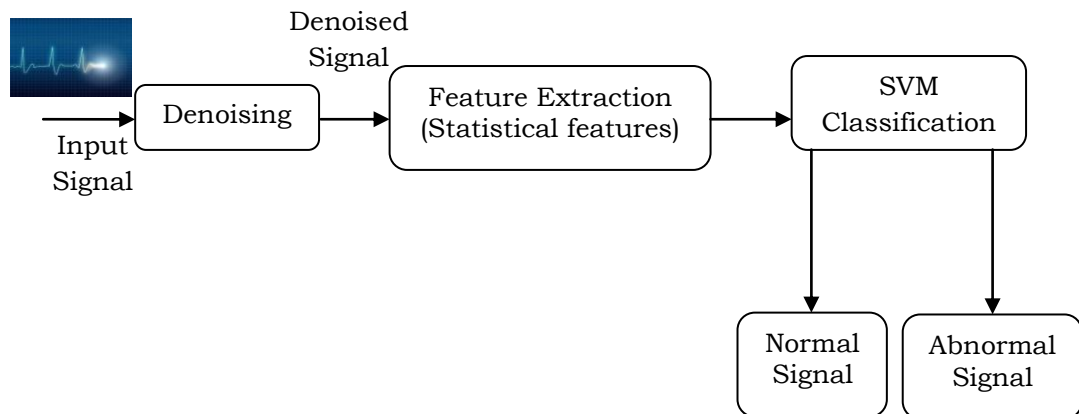 Input
Signal
Denoising
Denoised
Signal
Feature Extraction
(Statistical features)
SVM
Classification
Normal
Signal
Abnormal
Signal